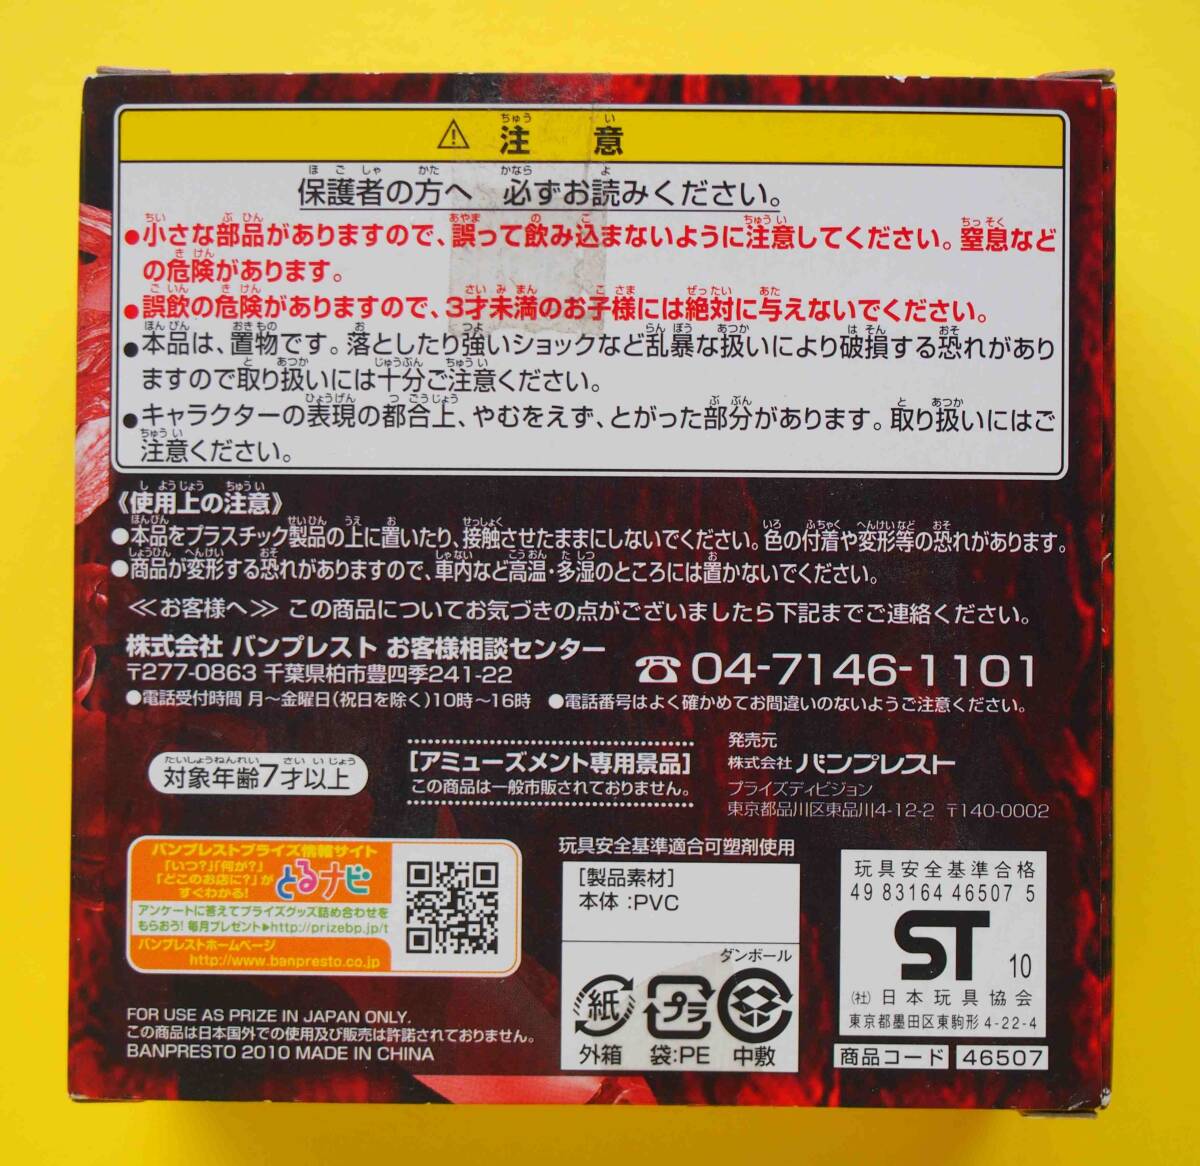 ⚠ 注意
保護者の方へ 必ずお読みください。
●小さな部品がありますので、誤って飲み込まないように注意してください。窒息など
の危険があります。
●誤飲の危険がありますので、3才未満のお子様には絶対に与えないでください。
●本品は、置物です。落としたり強いショックなど乱暴な扱いにより破損する恐れがあり
ますので取り扱いには十分ご注意ください。
●キャラクターの表現の都合上、やむをえず、とがった部分があります。取り扱いにはご
注意ください。
《使用上の注意》
●本品をプラスチック製品の上に置いたり、接触させたままにしないでください。色の付着や変形等の恐れがあります。
●商品が変形する恐れがありますので、車内など高温・多湿のところには置かないでください。
≪お客様へ≫ この商品についてお気づきの点がございましたら下記までご連絡ください。
株式会社 バンプレスト お客様相談センター
〒277-0863 千葉県柏市豊四季241-22
☎04-7146-1101
●電話受付時間 月〜金曜日(祝日を除く)10時〜16時 ●電話番号はよく確かめてお間違いのないようご注意ください。
対象年齢7才以上
[アミューズメント専用景品]
この商品は一般市販されておりません。
発売元
株式会社 バンプレスト
プライズディビジョン
東京都品川区東品川4-12-2 〒140-0002
バンプレストプライズ情報サイト
「いつ?」「何が?」
「どこのお店に?」が
すぐわかる!
とるナビ
アンケートに答えてプライズグッズ詰め合わせを
もらおう! 毎月プレゼント▶http://prizebp.jp/t
バンプレストホームページ
http://www.banpresto.co.jp
玩具安全基準適合可塑剤使用
[製品素材]
本体:PVC
ダンボール
紙
プラ
外箱
袋:PE
中敷
玩具安全基準合格
49 83164 46507 5
ST
10
(社)日本玩具協会
東京都墨田区東駒形4-22-4
商品コード 46507
FOR USE AS PRIZE IN JAPAN ONLY.
この商品は日本国外での使用及び販売は許諾されておりません。
BANPRESTO 2010 MADE IN CHINA